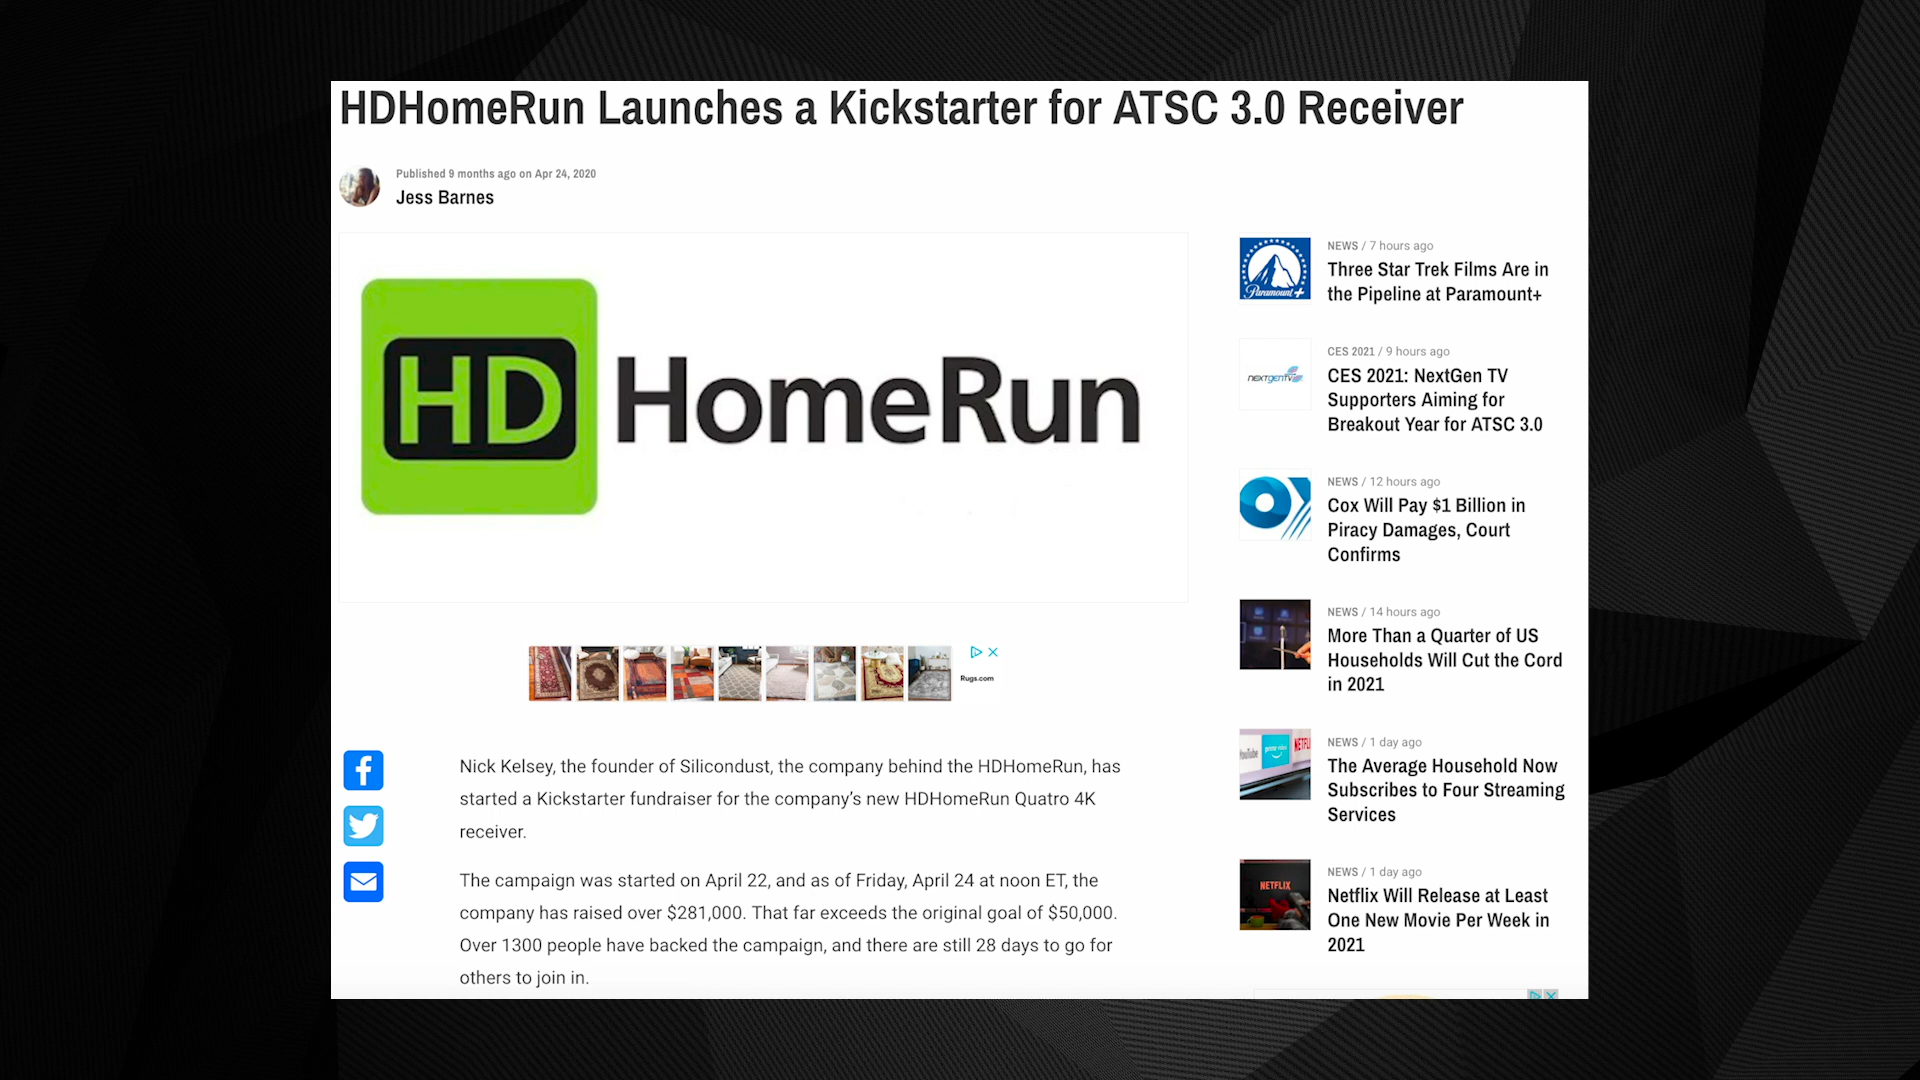 HDHomeRun Launches a Kickstarter for ATSC 3.0 Receiver
Published 9 months ago on Apr 24, 2020
Jess Barnes
HD HomeRun
Rugs.com
Nick Kelsey, the founder of Silicondust, the company behind the HDHomeRun, has
started a Kickstarter fundraiser for the company's new HDHomeRun Quatro 4K
receiver.
The campaign was started on April 22, and as of Friday, April 24 at noon ET, the
company has raised over $281,000. That far exceeds the original goal of $50,000.
Over 1300 people have backed the campaign, and there are still 28 days to go for
others to join in.
Paramount+
NEWS / 7 hours ago
Three Star Trek Films Are in
the Pipeline at Paramount+
NEXTGENTV
CES 2021 / 9 hours ago
CES 2021: NextGen TV
Supporters Aiming for
Breakout Year for ATSC 3.0
NEWS / 12 hours ago
Cox Will Pay $1 Billion in
Piracy Damages, Court
Confirms
NEWS / 14 hours ago
More Than a Quarter of US
Households Will Cut the Cord
in 2021
YouTube
prime video
NETFLI
NEWS / 1 day ago
The Average Household Now
Subscribes to Four Streaming
Services
NETFLIX
NEWS / 1 day ago
Netflix Will Release at Least
One New Movie Per Week in
2021